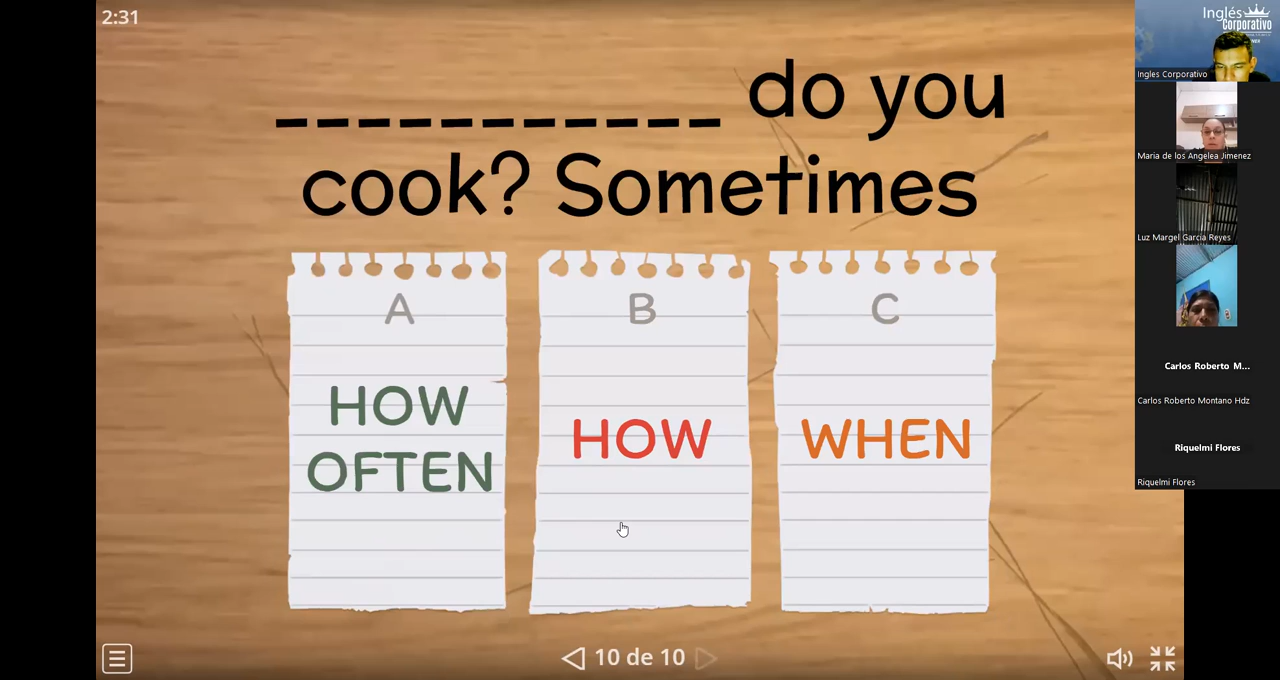 2:31
___________ do you
cook? Sometimes
A
HOW
OFTEN
B
HOW
C
WHEN
10 de 10
Inglés
Corporativo
Ingles Corporativo
Maria de los Angelea Jimenez
Luz Margel Garcia Reyes
Carlos Roberto M...
Carlos Roberto Montano Hdz
Riquelmi Flores
Riquelmi Flores